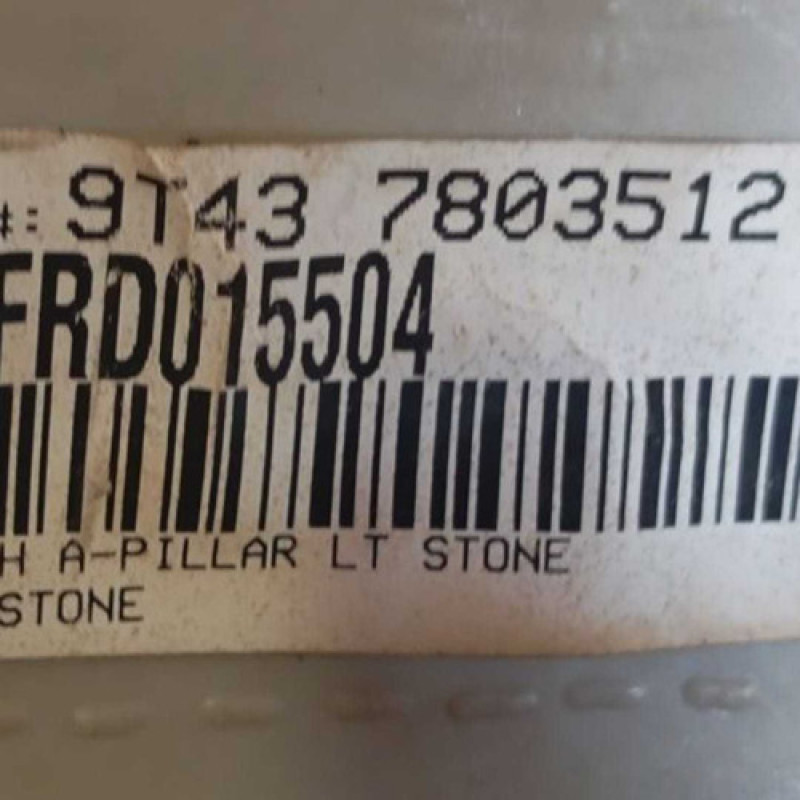 #: 9T43 7803512
FRD015504
H A-PILLAR LT STONE
STONE